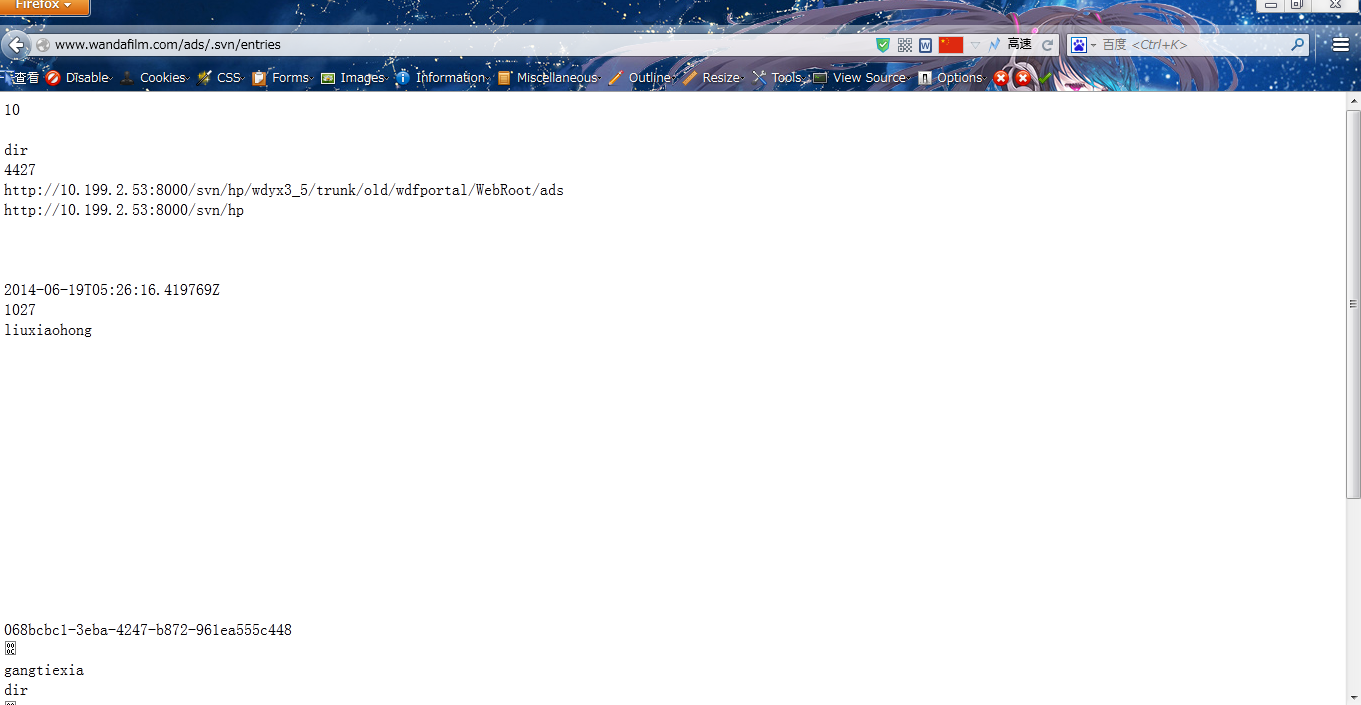 Firefox
www.wandafilm.com/ads/.svn/entries
高速
百度 <Ctrl+K>
查看 Disable Cookies CSS Forms Images Information Miscellaneous Outline Resize Tools View Source Options
10
dir
4427
http://10.199.2.53:8000/svn/hp/wdyx3_5/trunk/old/wdfportal/WebRoot/ads
http://10.199.2.53:8000/svn/hp
2014-06-19T05:26:16.419769Z
1027
liuxiaohong
068bcbc1-3eba-4247-b872-961ea555c448
gangtiexia
dir